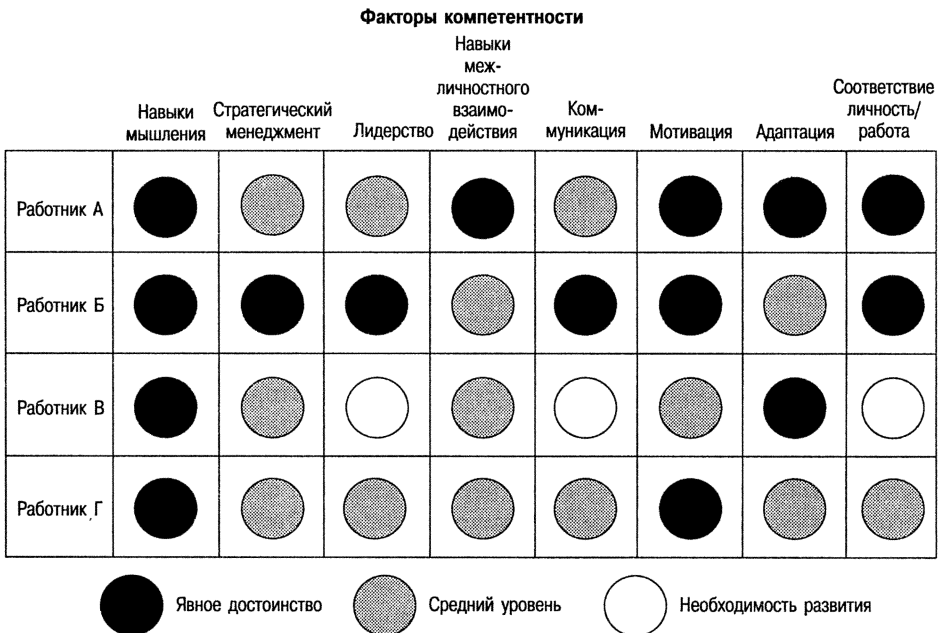 Факторы компетентности
Навыки
мышления
Стратегический
менеджмент
Лидерство
Навыки
меж-
личностного
взаимо-
действия
Ком-
муникация
Мотивация
Адаптация
Соответствие
личность/
работа
Работник А
Работник Б
Работник В
Работник Г
Явное достоинство
Средний уровень
Необходимость развития